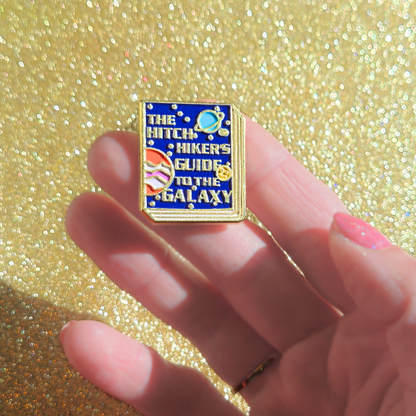 THE
HITCH
HIKER'S
GUIDE
TO THE
GALAXY